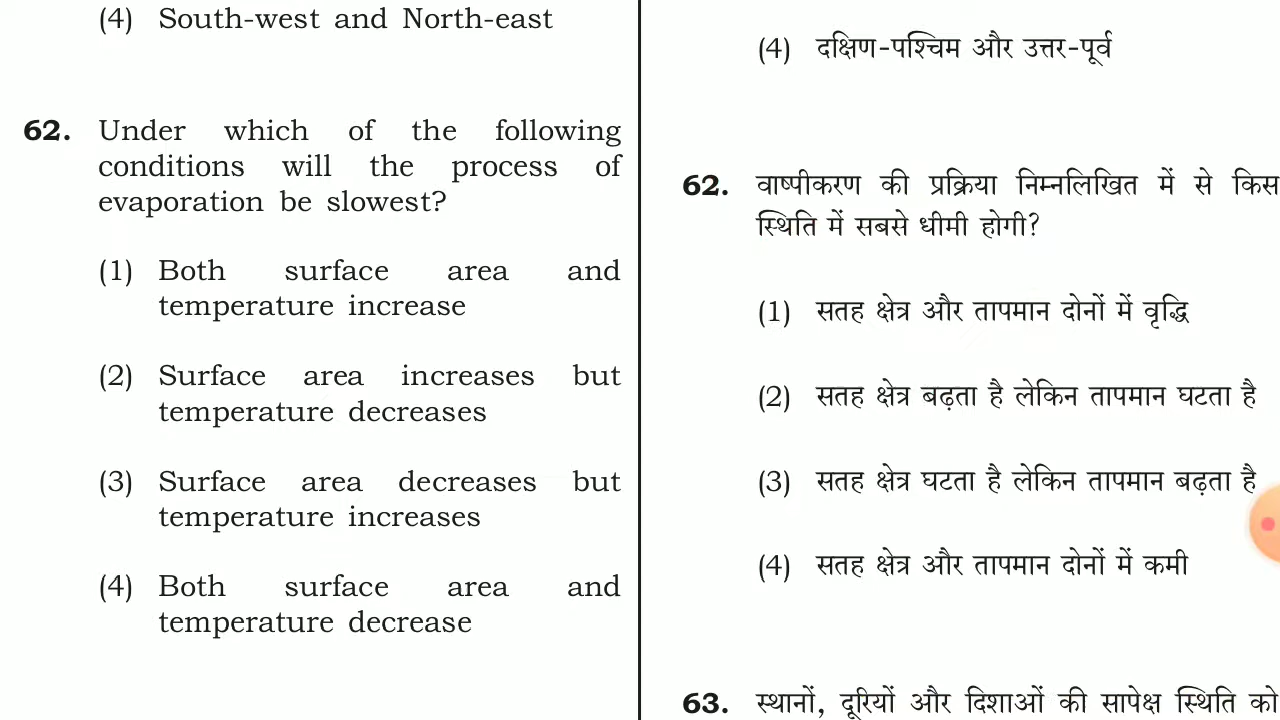 (4) South-west and North-east
62. Under which of the following
conditions will the process of
evaporation be slowest?
(1) Both surface area and
temperature increase
(2) Surface area increases but
temperature decreases
(3) Surface area decreases but
temperature increases
(4) Both surface area and
temperature decrease
(4) दक्षिण-पश्चिम और उत्तर-पूर्व
62. वाष्पीकरण की प्रक्रिया निम्नलिखित में से किस
स्थिति में सबसे धीमी होगी?
(1) सतह क्षेत्र और तापमान दोनों में वृद्धि
(2) सतह क्षेत्र बढ़ता है लेकिन तापमान घटता है
(3) सतह क्षेत्र घटता है लेकिन तापमान बढ़ता है
(4) सतह क्षेत्र और तापमान दोनों में कमी
63. स्थानों, दूरियों और दिशाओं की सापेक्ष स्थिति को